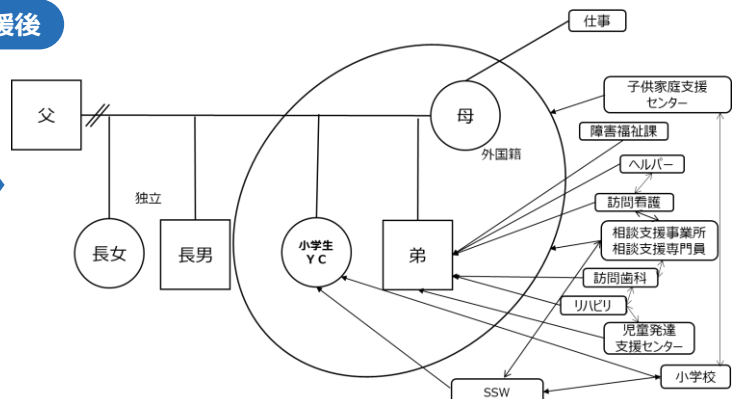 援後
仕事
父
母
外国籍
子供家庭支援
センター
障害福祉課
ヘルパー
訪問看護
独立
長女
長男
小学生
YC
弟
相談支援事業所
相談支援専門員
訪問歯科
リハビリ
児童発達
支援センター
小学校
SSW